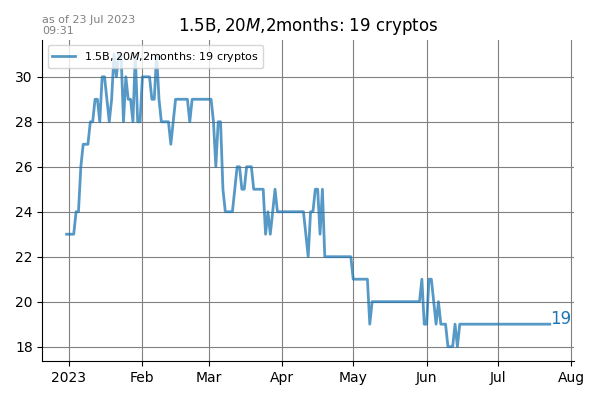 as of 23 Jul 2023
09:31
1.5B, 20M,2months: 19 cryptos
1.5B, 20M,2months: 19 cryptos
30
28
26
24
22
20
18
19
2023 Feb Mar Apr May Jun Jul Aug